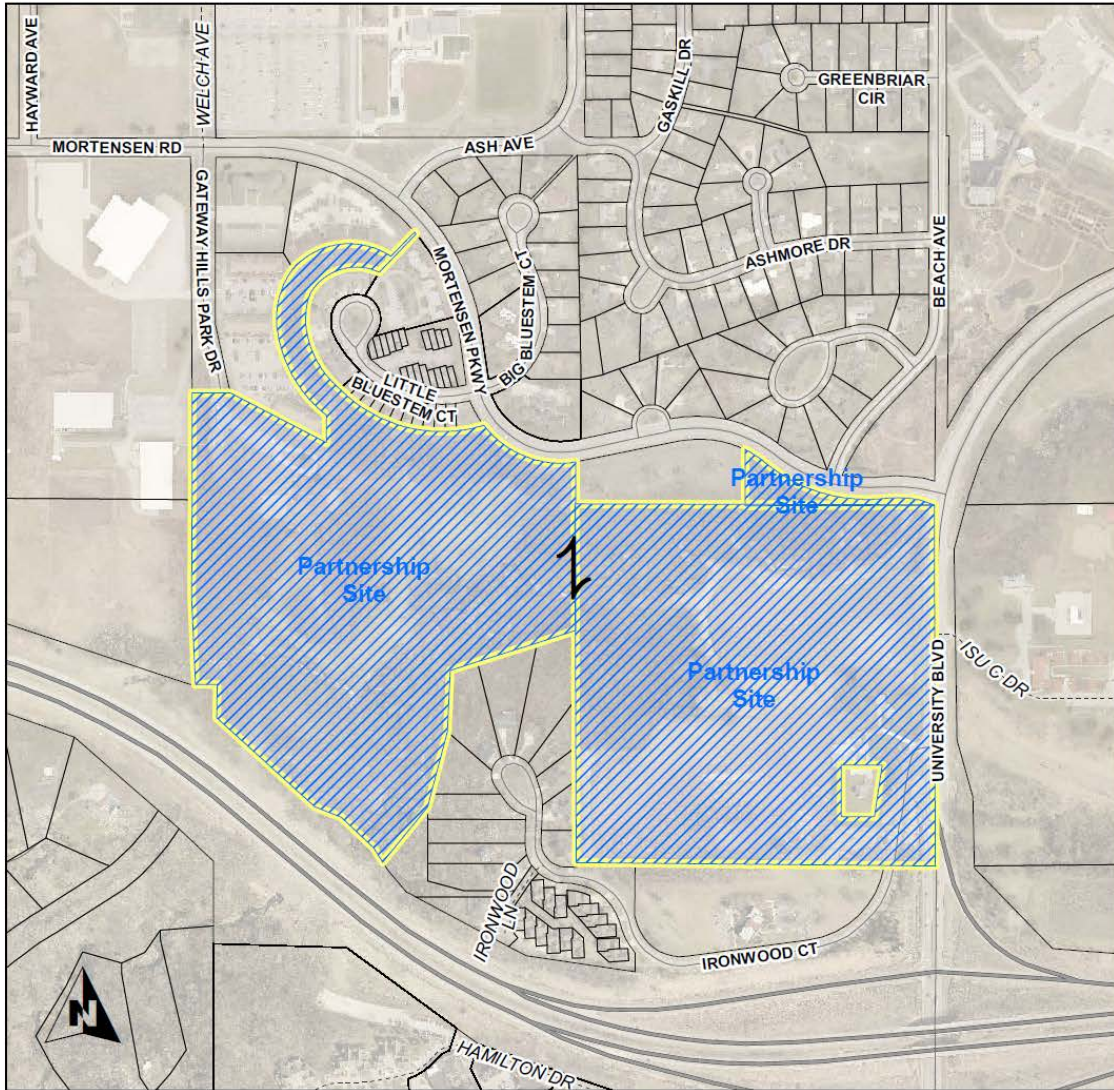 HAYWARD AVE
WELCH AVE
GASKILL DR
GREENBRIAR
CIR
MORTENSEN RD
ASH AVE
GATEWAY HILLS PARK DR
MORTENSEN PKWY
BIG BLUESTEM CT
ASHMORE DR
BEACH AVE
LITTLE
BLUESTEM CT
Partnership
Site
Partnership
Site
Partnership
Site
UNIVERSITY BLVD
ISU C DR
IRONWOOD
LN
IRONWOOD CT
N
HAMILTON DR